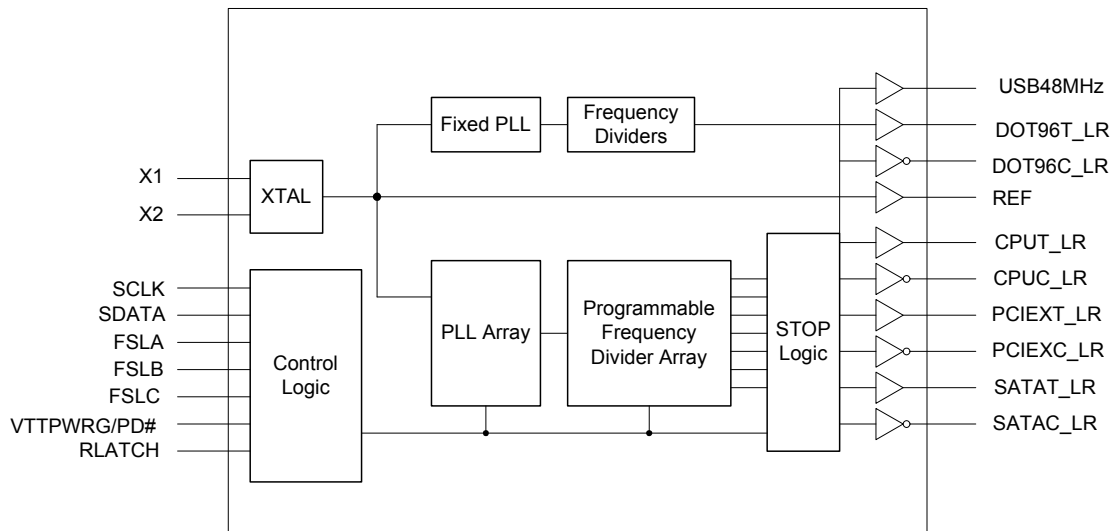 X1
X2
SCLK
SDATA
FSLA
FSLB
FSLC
VTTPWRG/PD#
RLATCH
XTAL
Control
Logic
Fixed PLL
Frequency
Dividers
PLL Array
Programmable
Frequency
Divider Array
STOP
Logic
USB48MHz
DOT96T_LR
DOT96C_LR
REF
CPUT_LR
CPUC_LR
PCIEXT_LR
PCIEXC_LR
SATAT_LR
SATAC_LR